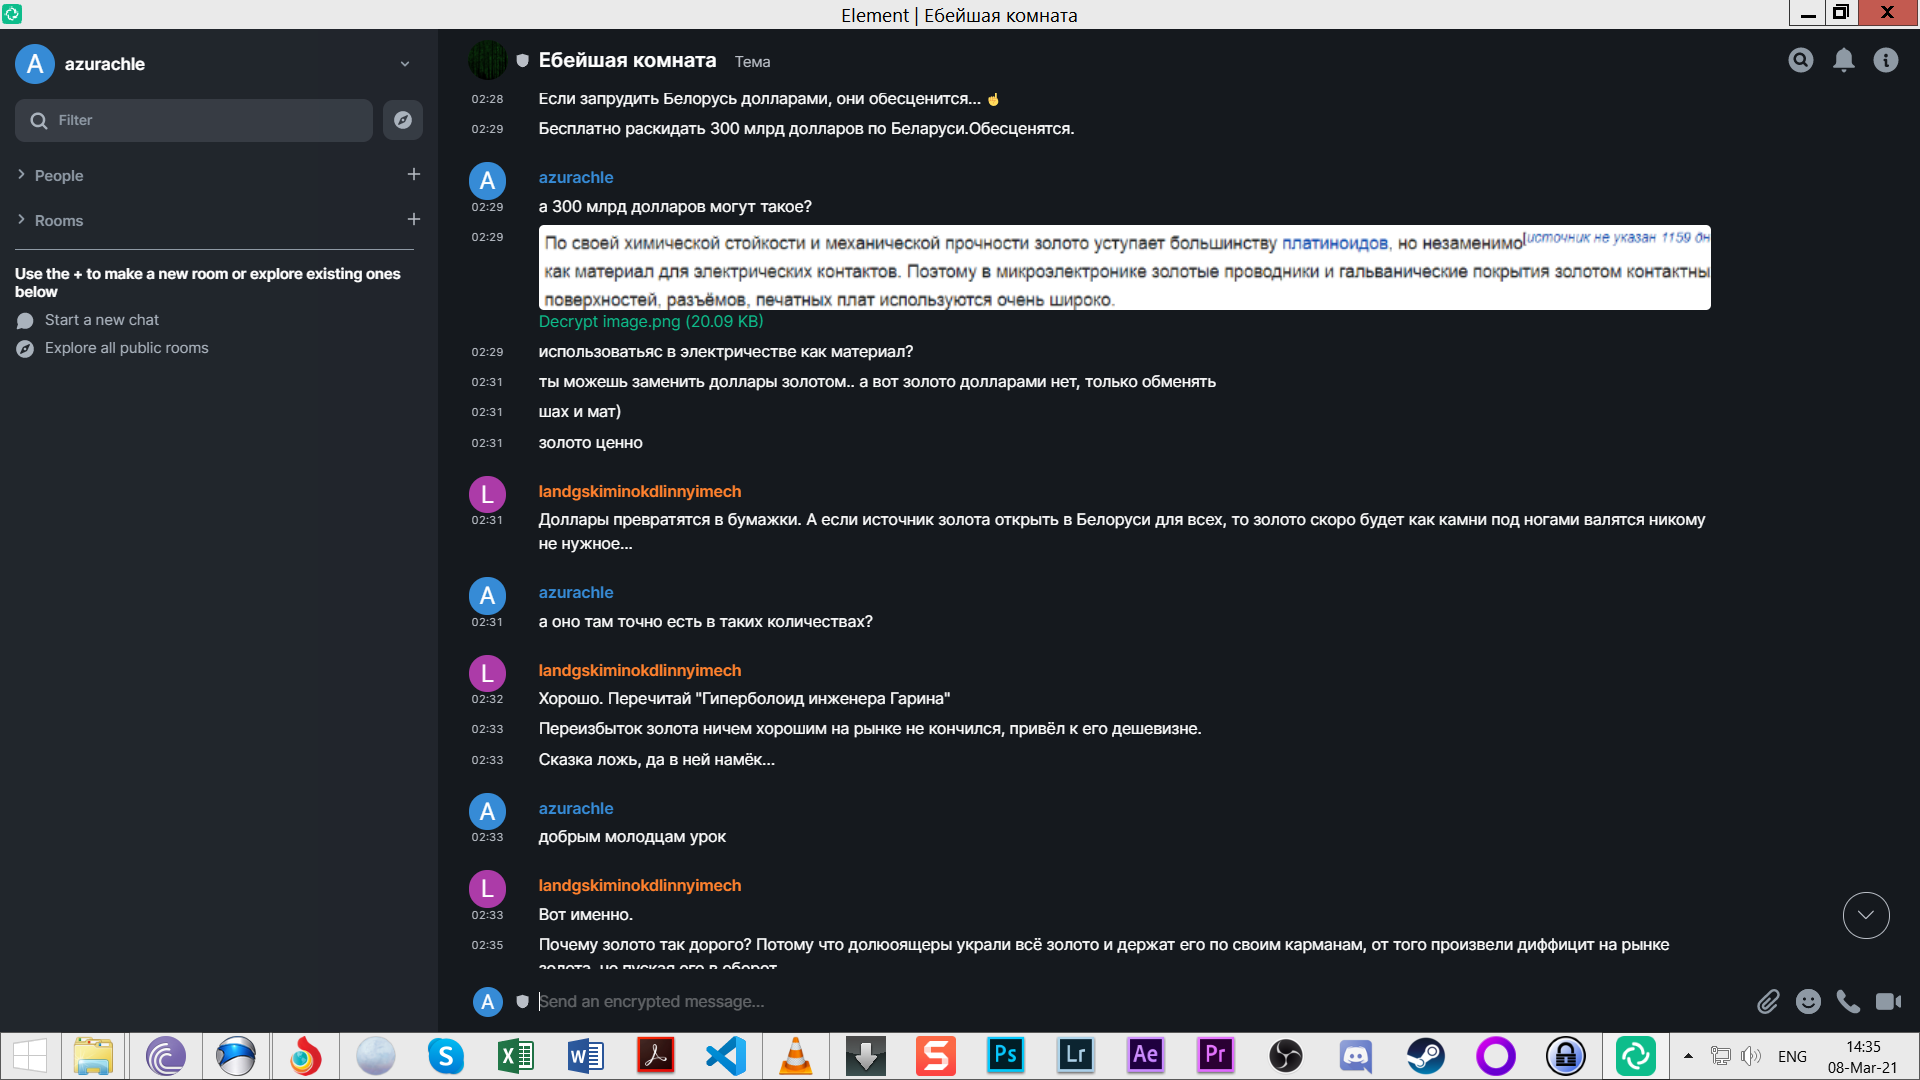 Element | Ебейшая комната
A
azurachle
Filter
People
Rooms
Use the + to make a new room or explore existing ones
below
Start a new chat
Explore all public rooms
Ебейшая комната Тема
02:28 Если запрудить Белорусь долларами, они обесценится... ☝
02:29 Бесплатно раскидать 300 млрд долларов по Беларуси.Обесценятся.
A azurachle
02:29 а 300 млрд долларов могут такое?
02:29 По своей химической стойкости и механической прочности золото уступает большинству платиноидов, но незаменимо[источник не указан 1159 дн
как материал для электрических контактов. Поэтому в микроэлектронике золотые проводники и гальванические покрытия золотом контактны
поверхностей, разъёмов, печатных плат используются очень широко.
Decrypt image.png (20.09 KB)
02:29 использоватьяс в электричестве как материал?
02:31 ты можешь заменить доллары золотом.. а вот золото долларами нет, только обменять
02:31 шах и мат)
02:31 золото ценно
L landgskiminokdlinnyimech
02:31 Доллары превратятся в бумажки. А если источник золота открыть в Белоруси для всех, то золото скоро будет как камни под ногами валятся никому
не нужное...
A azurachle
02:31 а оно там точно есть в таких количествах?
L landgskiminokdlinnyimech
02:32 Хорошо. Перечитай "Гиперболоид инженера Гарина"
02:33 Переизбыток золота ничем хорошим на рынке не кончился, привёл к его дешевизне.
02:33 Сказка ложь, да в ней намёк...
A azurachle
02:33 добрым молодцам урок
L landgskiminokdlinnyimech
02:33 Вот именно.
02:35 Почему золото так дорого? Потому что долюоящеры украли всё золото и держат его по своим карманам, от того произвели диффицит на рынке
золота, не пуская его в оборот
A Send an encrypted message...
S X W S Ps Lr Ae Pr ENG 14:35
08-Mar-21